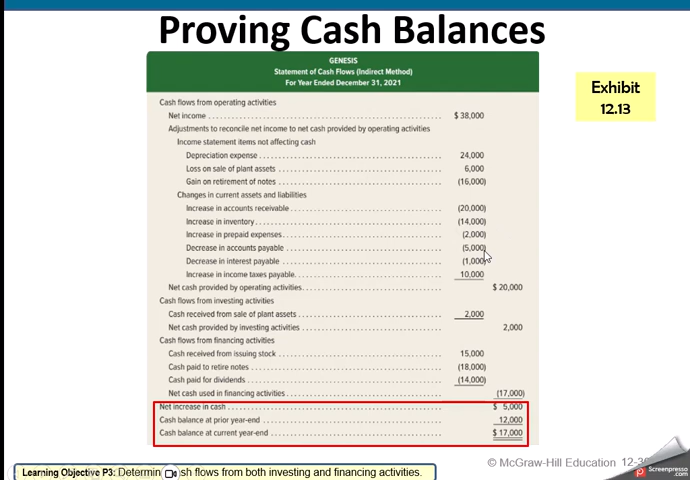 Proving Cash Balances
GENESIS
Statement of Cash Flows (Indirect Method)
For Year Ended December 31, 2021
Exhibit
12.13
Cash flows from operating activities
Net income $ 38,000
Adjustments to reconcile net income to net cash provided by operating activities
Income statement items not affecting cash
Depreciation expense 24,000
Loss on sale of plant assets 6,000
Gain on retirement of notes (16,000)
Changes in current assets and liabilities
Increase in accounts receivable (20,000)
Increase in inventory (14,000)
Increase in prepaid expenses (2,000)
Decrease in accounts payable (5,000)
Decrease in interest payable (1,000)
Increase in income taxes payable 10,000
Net cash provided by operating activities $ 20,000
Cash flows from investing activities
Cash received from sale of plant assets 2,000
Net cash provided by investing activities 2,000
Cash flows from financing activities
Cash received from issuing stock 15,000
Cash paid to retire notes (18,000)
Cash paid for dividends (14,000)
Net cash used in financing activities (17,000)
Net increase in cash $ 5,000
Cash balance at prior year-end 12,000
Cash balance at current year-end $ 17,000
© McGraw-Hill Education 12-
Learning Objective P3: Determin sh flows from both investing and financing activities.
Screenpresso
.com